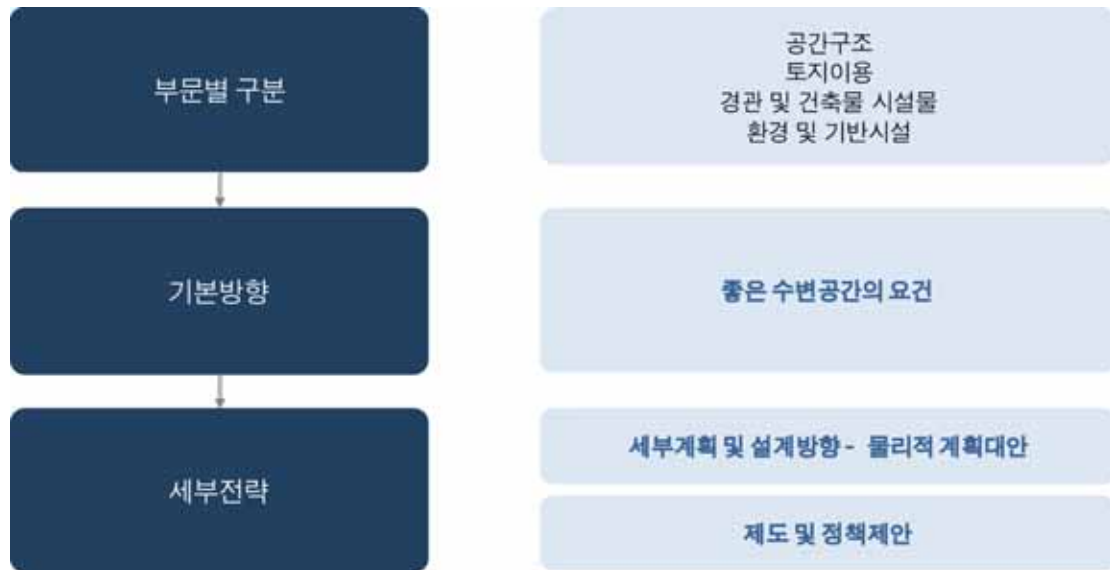 부문별 구분
공간구조
토지이용
경관 및 건축물 시설물
환경 및 기반시설
기본방향
좋은 수변공간의 요건
세부전략
세부계획 및 설계방향 - 물리적 계획대안
제도 및 정책제안